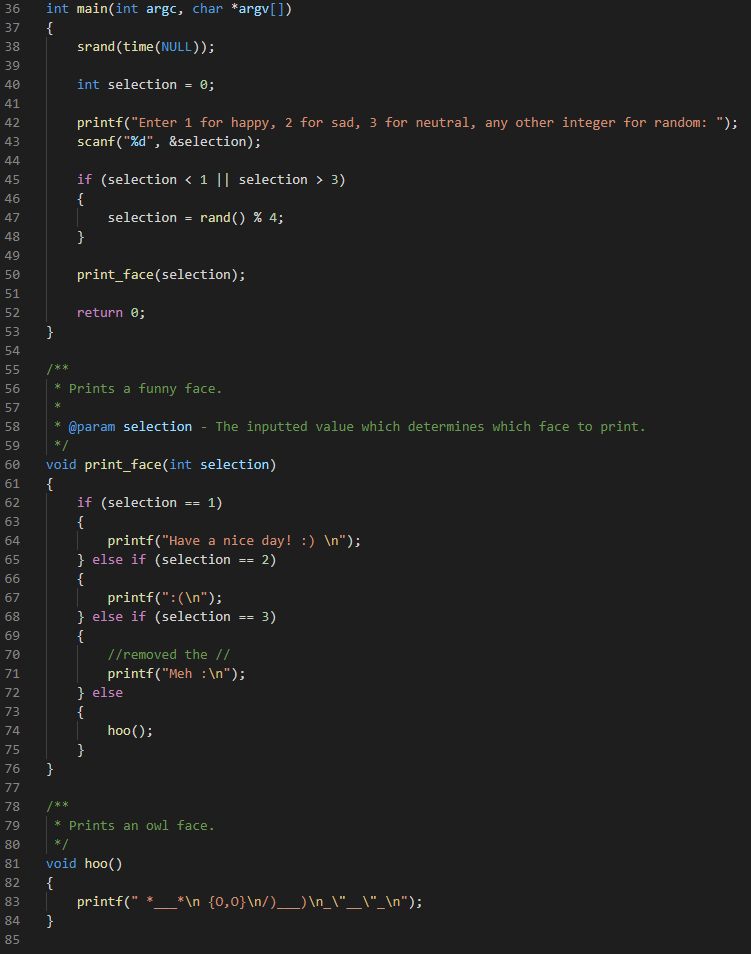 36 int main(int argc, char *argv[])
37 {
38     srand(time(NULL));
39
40     int selection = 0;
41
42     printf("Enter 1 for happy, 2 for sad, 3 for neutral, any other integer for random: ");
43     scanf("%d", &selection);
44
45     if (selection < 1 || selection > 3)
46     {
47         selection = rand() % 4;
48     }
49
50     print_face(selection);
51
52     return 0;
53 }
54
55 /**
56  * Prints a funny face.
57  *
58  * @param selection - The inputted value which determines which face to print.
59  */
60 void print_face(int selection)
61 {
62     if (selection == 1)
63     {
64         printf("Have a nice day! :) \n");
65     } else if (selection == 2)
66     {
67         printf(":(\n");
68     } else if (selection == 3)
69     {
70         //removed the //
71         printf("Meh :\n");
72     } else
73     {
74         hoo();
75     }
76 }
77
78 /**
79  * Prints an owl face.
80  */
81 void hoo()
82 {
83     printf(" *___*\n {O,O}\n/)___)\n_\"__\"_\n");
84 }
85